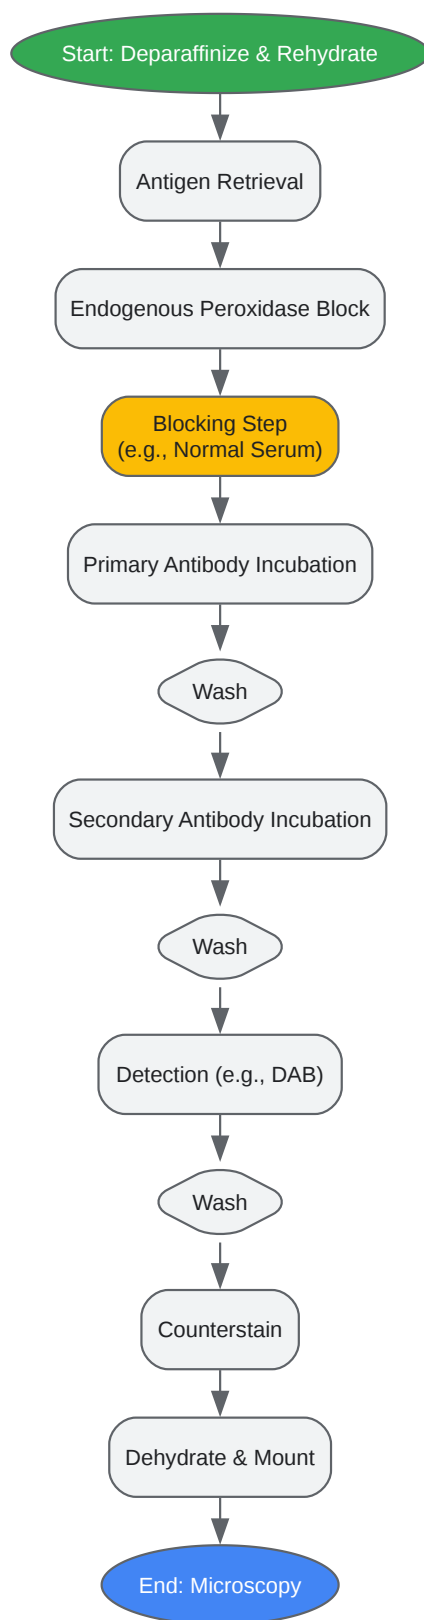 Start: Deparaffinize & Rehydrate
Antigen Retrieval
Endogenous Peroxidase Block
Blocking Step
(e.g., Normal Serum)
Primary Antibody Incubation
Wash
Secondary Antibody Incubation
Wash
Detection (e.g., DAB)
Wash
Counterstain
Dehydrate & Mount
End: Microscopy